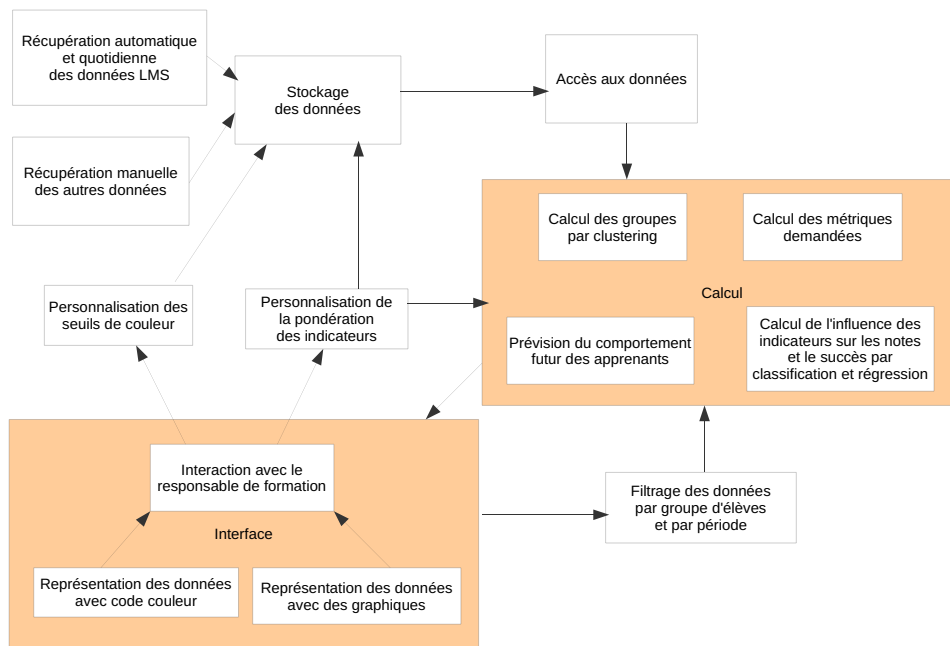 Récupération automatique
et quotidienne
des données LMS
Stockage
des données
Accès aux données
Récupération manuelle
des autres données
Calcul des groupes
par clustering
Calcul des métriques
demandées
Personnalisation des
seuils de couleur
Personnalisation de
la pondération
des indicateurs
Calcul
Prévision du comportement
futur des apprenants
Calcul de l'influence des
indicateurs sur les notes
et le succès par
classification et régression
Interaction avec le
responsable de formation
Interface
Filtrage des données
par groupe d'élèves
et par période
Représentation des données
avec code couleur
Représentation des données
avec des graphiques